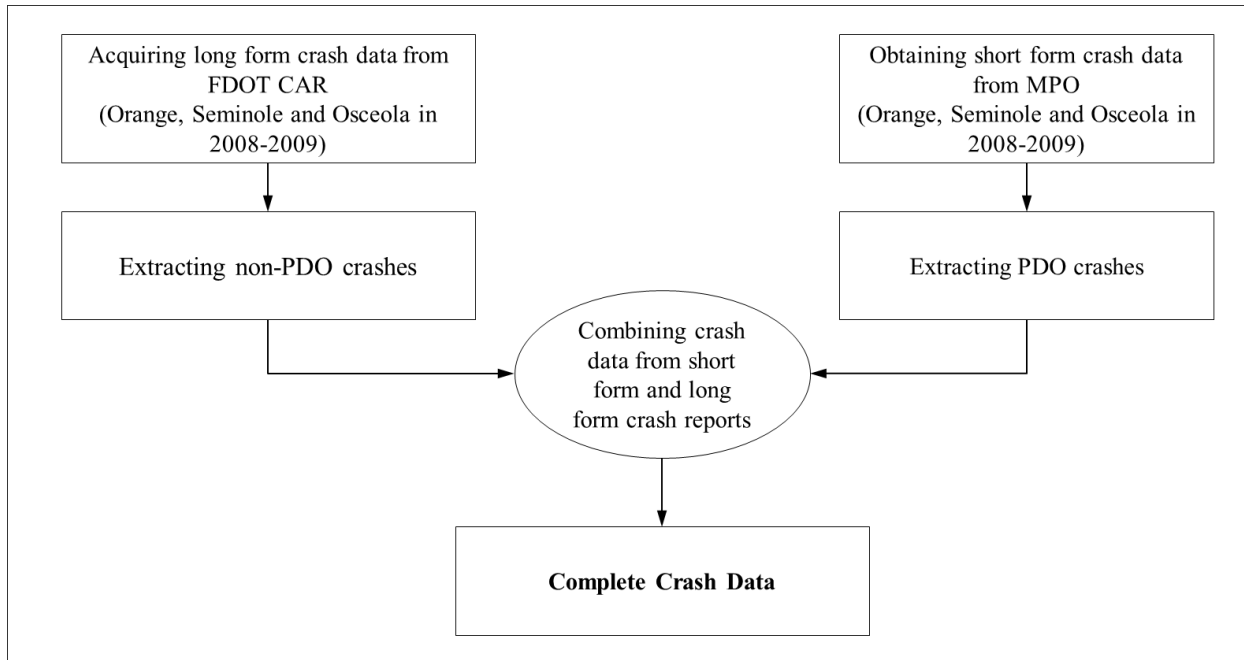 Acquiring long form crash data from
FDOT CAR
(Orange, Seminole and Osceola in
2008-2009)
Obtaining short form crash data
from MPO
(Orange, Seminole and Osceola in
2008-2009)
Extracting non-PDO crashes
Extracting PDO crashes
Combining crash
data from short
form and long
form crash reports
Complete Crash Data